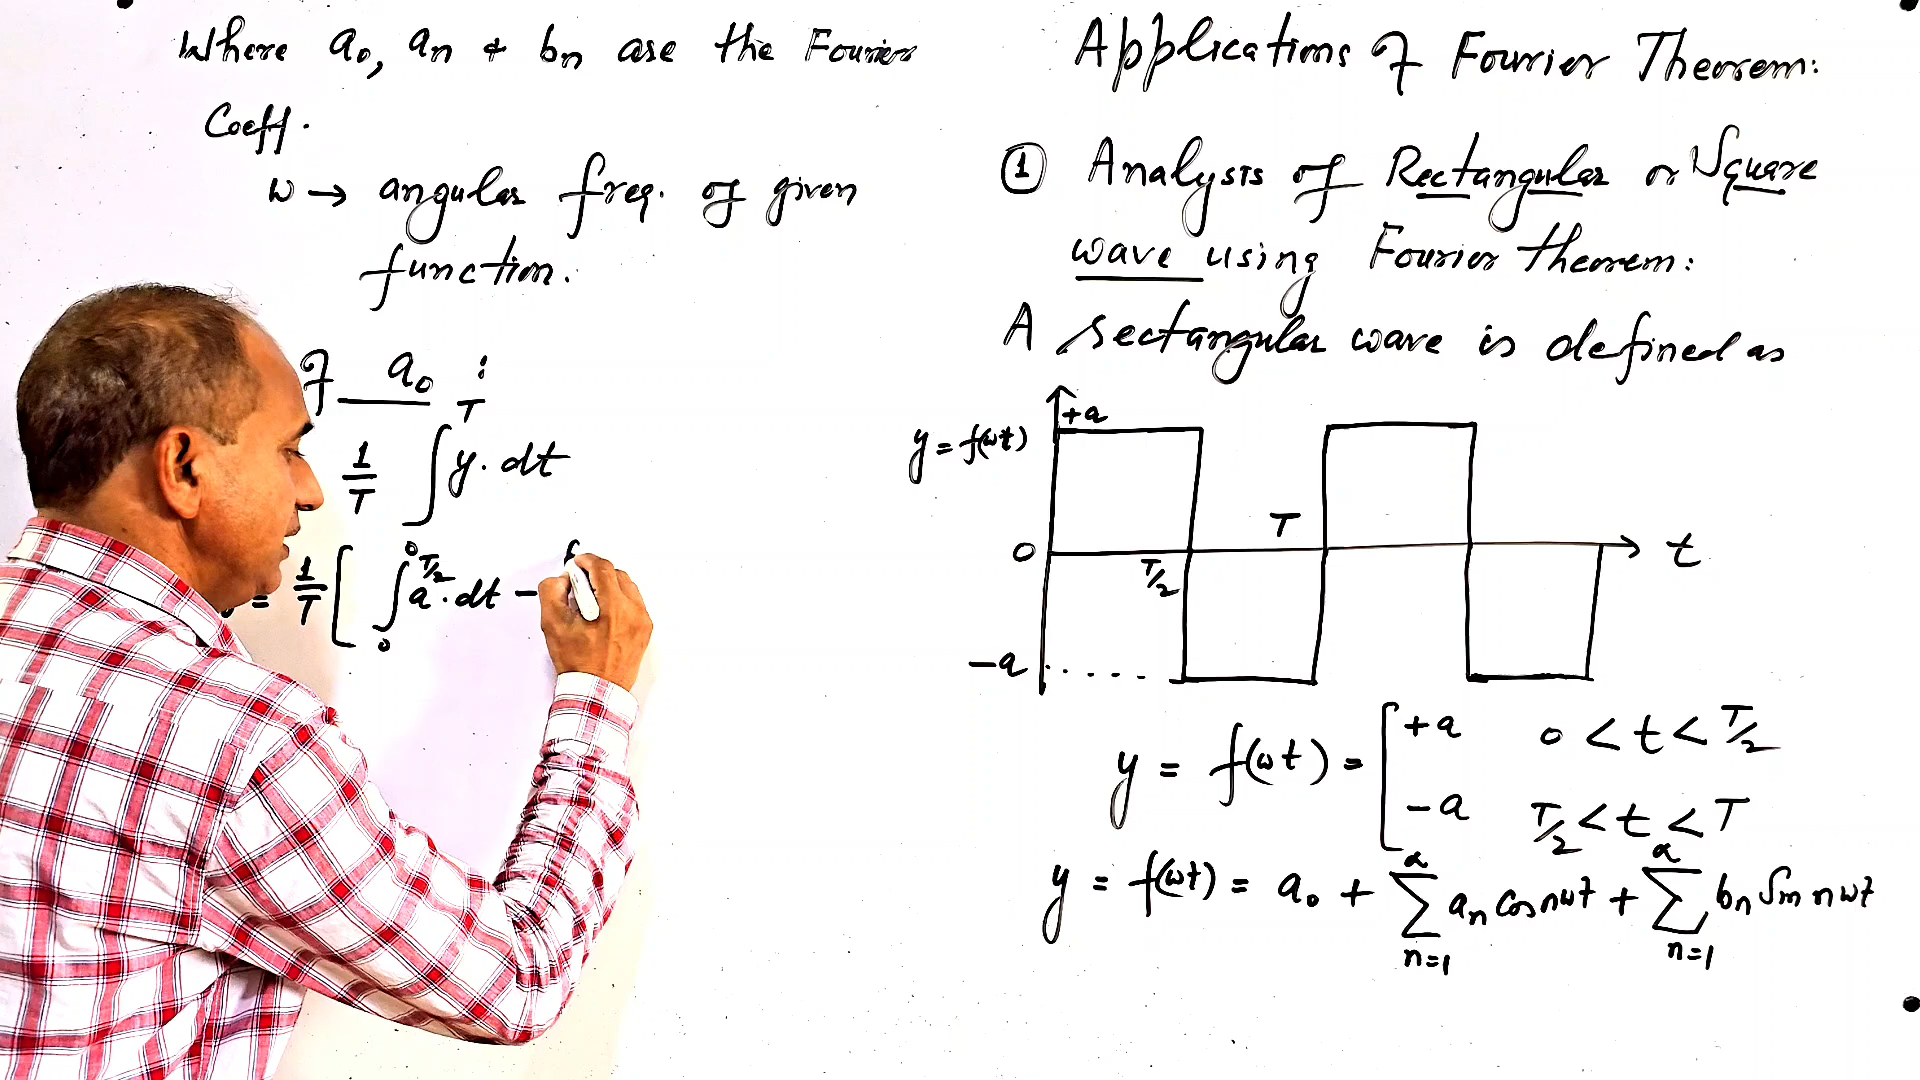 Where a₀, aₙ & bₙ are the Fourier
Coeff.
ω → angular freq. of given
function.
of a₀ :
1/T ∫₀ᵀ y. dt
= 1/T [ ∫₀^T/2 a. dt −
Applications of Fourier Theorem:
① Analysis of Rectangular or Square
wave using Fourier theorem:
A rectangular wave is defined as
+a
y = f(ωt)
T
0
T/2
t
−a
y = f(ωt) = [ +a 0 < t < T/2
−a T/2 < t < T
y = f(ωt) = a₀ + ∑ₙ₌₁^∝ aₙ cos nωt + ∑ₙ₌₁^∝ bₙ Sin nωt